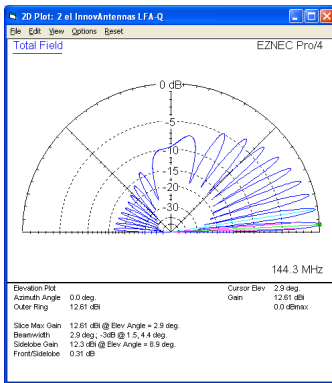 2D Plot: 2 el InnovAntennas LFA-Q
File Edit View Options Reset
Total Field
EZNEC Pro/4
0 dB
-5
-10
-15
-20
-30
144.3 MHz
Elevation Plot
Azimuth Angle 0.0 deg.
Outer Ring 12.61 dBi
Cursor Elev 2.9 deg.
Gain 12.61 dBi
0.0 dBmax
Slice Max Gain 12.61 dBi @ Elev Angle = 2.9 deg.
Beamwidth 2.9 deg.; -3dB @ 1.5, 4.4 deg.
Sidelobe Gain 12.3 dBi @ Elev Angle = 8.9 deg.
Front/Sidelobe 0.31 dB